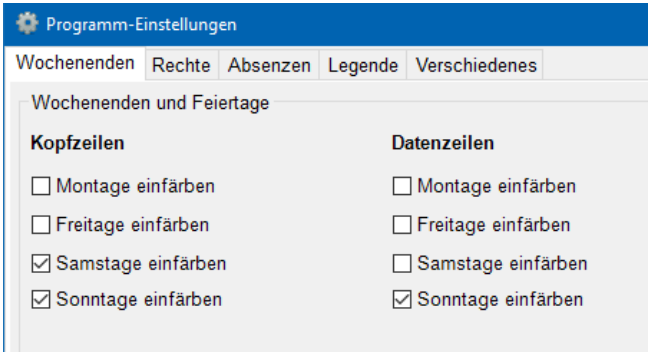 Programm-Einstellungen
Wochenenden Rechte Absenzen Legende Verschiedenes
Wochenenden und Feiertage
Kopfzeilen Datenzeilen
Montage einfärben Montage einfärben
Freitage einfärben Freitage einfärben
Samstage einfärben Samstage einfärben
Sonntage einfärben Sonntage einfärben